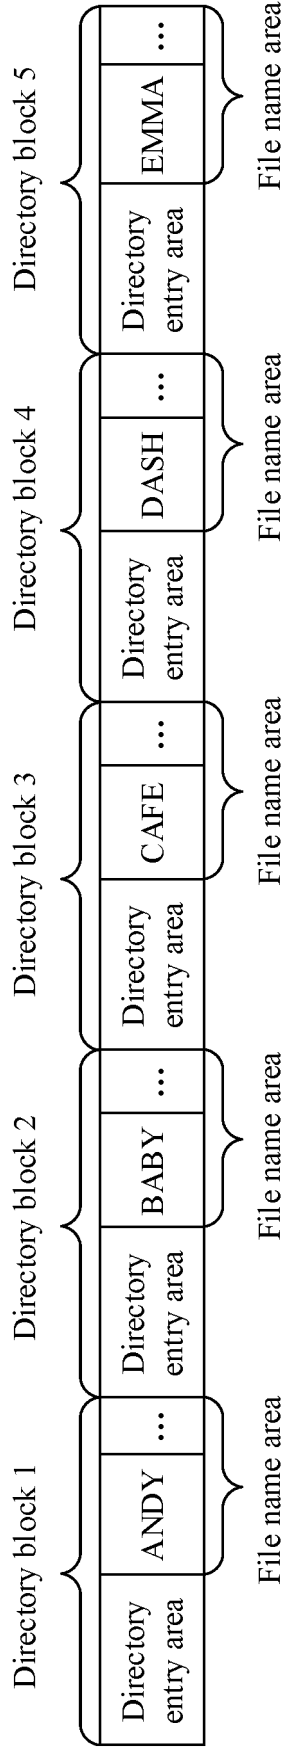 Directory block 1
Directory block 2
Directory block 3
Directory block 4
Directory block 5
Directory
entry area
ANDY
...
Directory
entry area
BABY
...
Directory
entry area
CAFE
...
Directory
entry area
DASH
...
Directory
entry area
EMMA
...
File name area
File name area
File name area
File name area
File name area